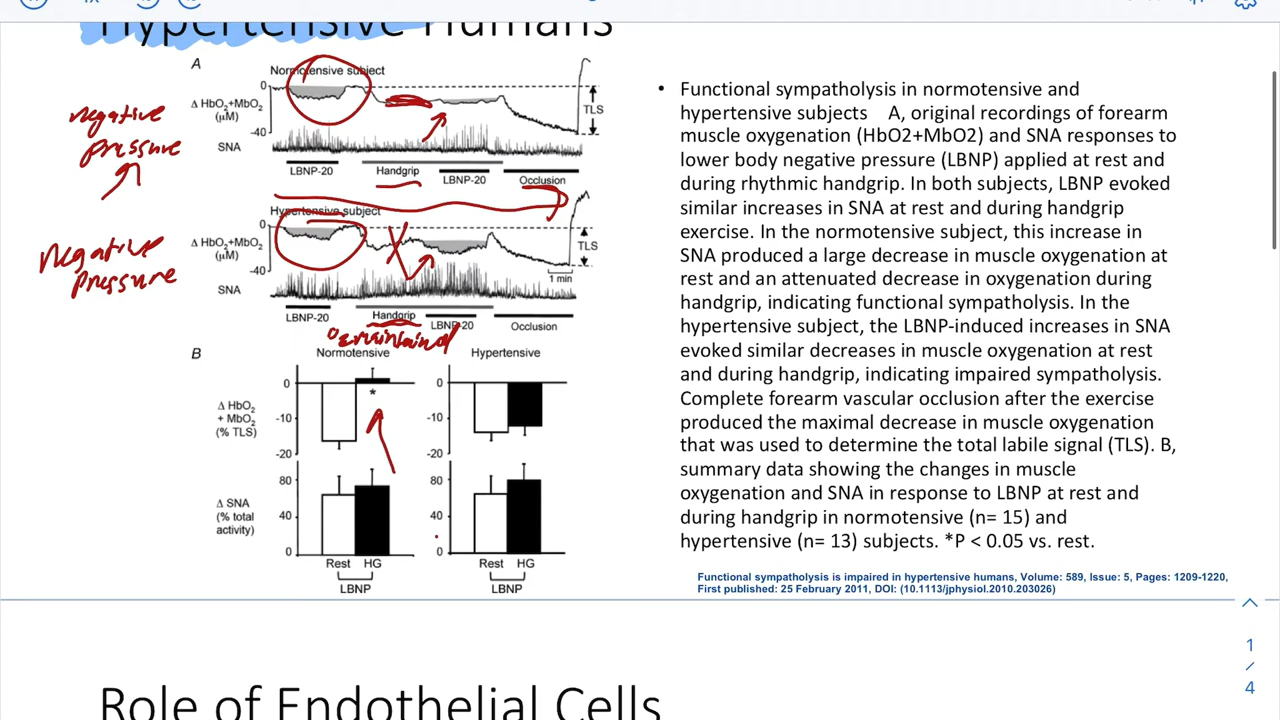 Hypertensive Humans
A
Normotensive subject
0
Δ HbO2+MbO2
(μM)
-40
TLS
SNA
LBNP-20
Handgrip
LBNP-20
Occlusion
negative
pressure
Hypertensive subject
0
Δ HbO2+MbO2
(μM)
-40
TLS
1 min
SNA
LBNP-20
Handgrip
LBNP-20
Occlusion
negative
pressure
remained
B
Normotensive
Hypertensive
Δ HbO2
+ MbO2
(% TLS)
0
-10
-20
0
-10
-20
Δ SNA
(% total
activity)
80
40
0
80
40
0
*
Rest HG
LBNP
Rest HG
LBNP
• Functional sympatholysis in normotensive and
hypertensive subjects A, original recordings of forearm
muscle oxygenation (HbO2+MbO2) and SNA responses to
lower body negative pressure (LBNP) applied at rest and
during rhythmic handgrip. In both subjects, LBNP evoked
similar increases in SNA at rest and during handgrip
exercise. In the normotensive subject, this increase in
SNA produced a large decrease in muscle oxygenation at
rest and an attenuated decrease in oxygenation during
handgrip, indicating functional sympatholysis. In the
hypertensive subject, the LBNP-induced increases in SNA
evoked similar decreases in muscle oxygenation at rest
and during handgrip, indicating impaired sympatholysis.
Complete forearm vascular occlusion after the exercise
produced the maximal decrease in muscle oxygenation
that was used to determine the total labile signal (TLS). B,
summary data showing the changes in muscle
oxygenation and SNA in response to LBNP at rest and
during handgrip in normotensive (n= 15) and
hypertensive (n= 13) subjects. *P < 0.05 vs. rest.
Functional sympatholysis is impaired in hypertensive humans, Volume: 589, Issue: 5, Pages: 1209-1220,
First published: 25 February 2011, DOI: (10.1113/jphysiol.2010.203026)
1
/
4
Role of Endothelial Cells